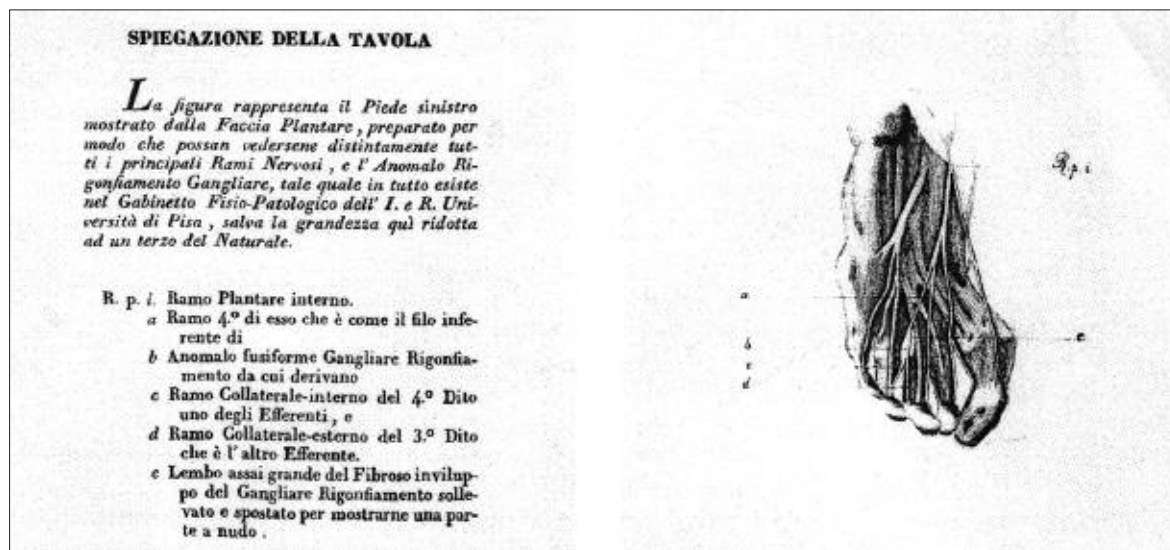 SPIEGAZIONE DELLA TAVOLA
La figura rappresenta il Piede sinistro
mostrato dalla Faccia Plantare, preparato per
modo che possan vedersene distintamente tut-
ti i principali Rami Nervosi, e l' Anomalo Ri-
gonfiamento Gangliare, tale quale in tutto esiste
nel Gabinetto Fisio-Patologico dell' I. e R. Uni-
versità di Pisa, salva la grandezza quì ridotta
ad un terzo del Naturale.
R. p. i. Ramo Plantare interno.
a Ramo 4.º di esso che è come il filo infe-
rente di
b Anomalo fusiforme Gangliare Rigonfia-
mento da cui derivano
c Ramo Collaterale-interno del 4.º Dito
uno degli Efferenti, e
d Ramo Collaterale-esterno del 3.º Dito
che è l' altro Efferente.
e Lembo assai grande del Fibroso invilup-
po del Gangliare Rigonfiamento solle-
vato e spostato per mostrarne una par-
te a nudo.
R.p.i
a
b
c
d
e